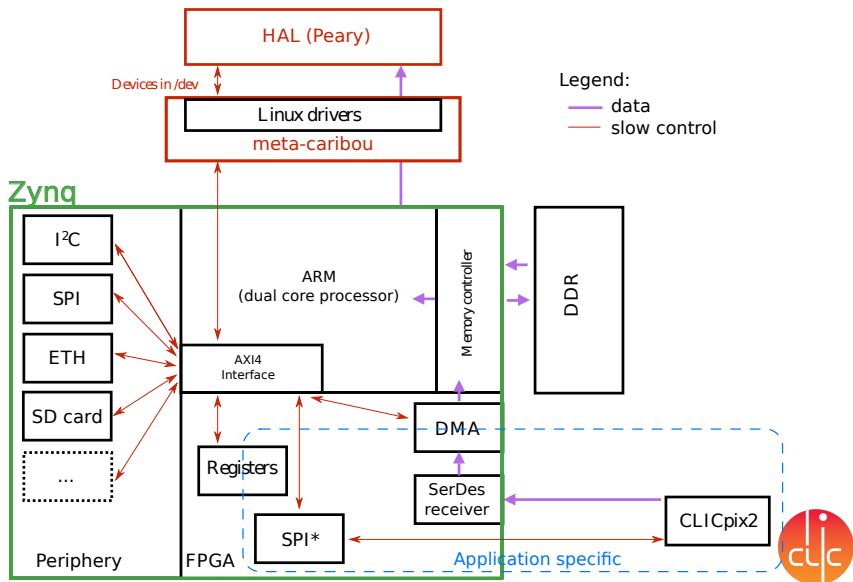 HAL (Peary)
Devices in /dev
Linux drivers
meta-caribou
Legend:
data
slow control
Zynq
I²C
SPI
ETH
SD card
...
Periphery
ARM
(dual core processor)
AXI4
Interface
Memory controller
DDR
DMA
Registers
SerDes
receiver
SPI*
CLICpix2
FPGA
Application specific
clic